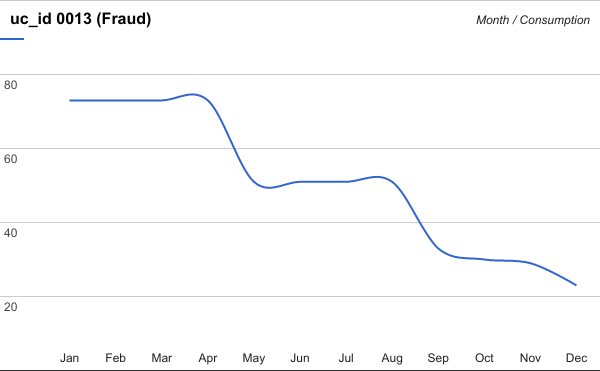 uc_id 0013 (Fraud)
Month / Consumption
80
60
40
20
Jan Feb Mar Apr May Jun Jul Aug Sep Oct Nov Dec